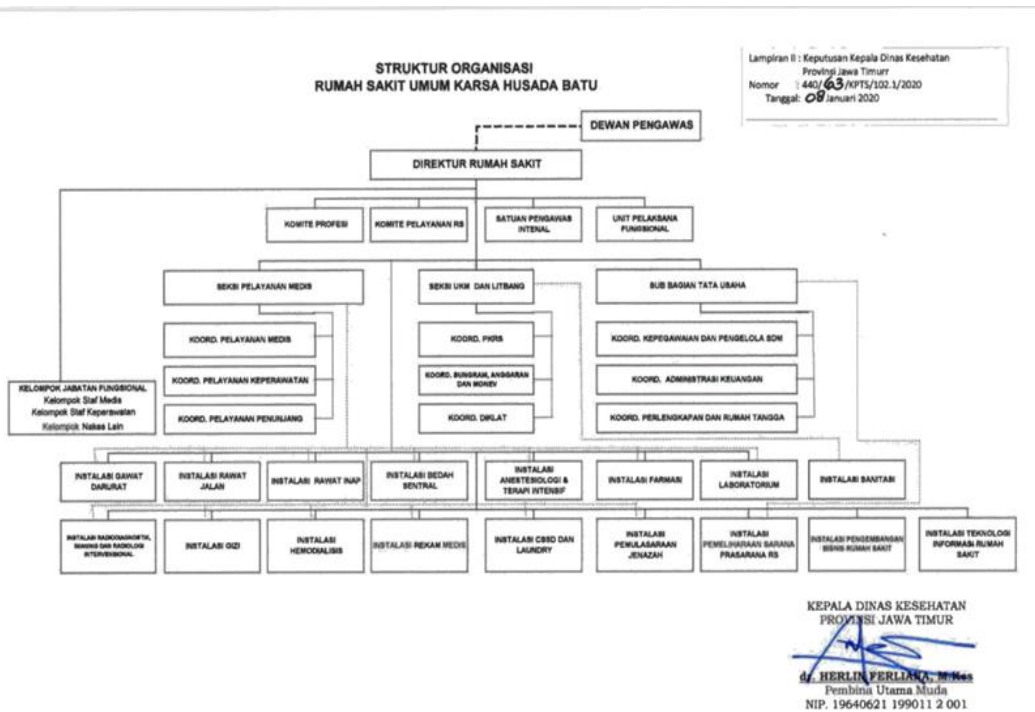 STRUKTUR ORGANISASI
RUMAH SAKIT UMUM KARSA HUSADA BATU
Lampiran II : Keputusan Kepala Dinas Kesehatan
Provinsi Jawa Timurr
Nomor : 440/63/KPTS/102.1/2020
Tanggal: 08 Januari 2020
DEWAN PENGAWAS
DIREKTUR RUMAH SAKIT
KOMITE PROFESI
KOMITE PELAYANAN RS
SATUAN PENGAWAS
INTENAL
UNIT PELAKSANA
FUNGSIONAL
SEKSI PELAYANAN MEDIS
SEKSI UKM DAN LITBANG
SUB BAGIAN TATA USAHA
KOORD. PELAYANAN MEDIS
KOORD. PKRS
KOORD. KEPEGAWAIAN DAN PENGELOLA SDM
KOORD. PELAYANAN KEPERAWATAN
KOORD. SUNGRAM, ANGGARAN
DAN MONEV
KOORD. ADMINISTRASI KEUANGAN
KOORD. PELAYANAN PENUNJANG
KOORD. DIKLAT
KOORD. PERLENGKAPAN DAN RUMAH TANGGA
KELOMPOK JABATAN FUNGSIONAL
Kelompok Staf Medis
Kelompok Staf Keperawatan
Kelompok Nakes Lain
INSTALASI GAWAT
DARURAT
INSTALASI RAWAT
JALAN
INSTALASI RAWAT INAP
INSTALASI BEDAH
SENTRAL
INSTALASI
ANESTESIOLOGI &
TERAPI INTENSIF
INSTALASI FARMASI
INSTALASI
LABORATORIUM
INSTALASI SANITASI
INSTALASI RADIODIAGNOSTIK,
IMAGING DAN RADIOLOGI
INTERVENSIONAL
INSTALASI GIZI
INSTALASI
HEMODIALISIS
INSTALASI REKAM MEDIS
INSTALASI CSSD DAN
LAUNDRY
INSTALASI
PEMULASARAAN
JENAZAH
INSTALASI
PEMELIHARAAN SARANA
PRASARANA RS
INSTALASI PENGEMBANGAN
BISNIS RUMAH SAKIT
INSTALASI TEKNOLOGI
INFORMASI RUMAH
SAKIT
KEPALA DINAS KESEHATAN
PROVINSI JAWA TIMUR
dr. HERLIN FERLIANA, M.Kes
Pembina Utama Muda
NIP. 19640621 199011 2 001